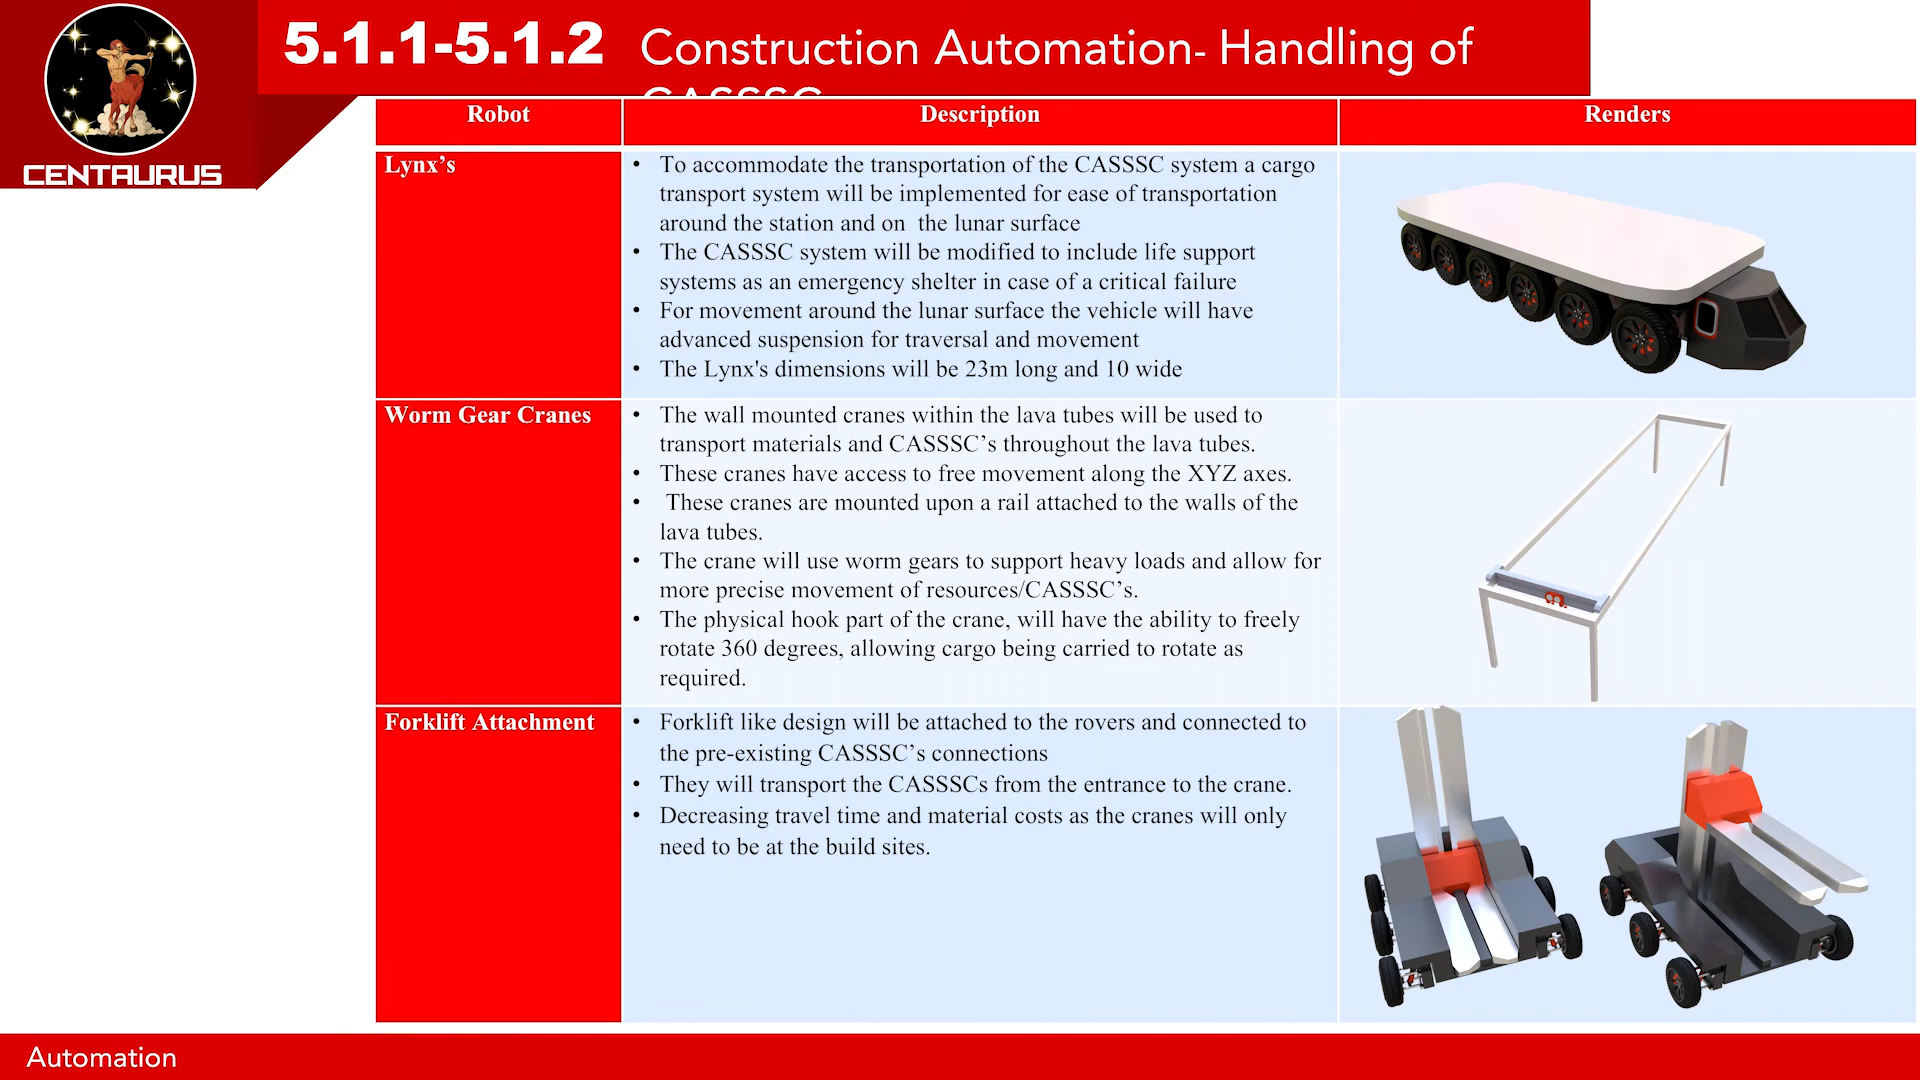 5.1.1-5.1.2 Construction Automation- Handling of
CENTAURUS
Robot
Description
Renders
Lynx’s
• To accommodate the transportation of the CASSSC system a cargo
transport system will be implemented for ease of transportation
around the station and on  the lunar surface
• The CASSSC system will be modified to include life support
systems as an emergency shelter in case of a critical failure
• For movement around the lunar surface the vehicle will have
advanced suspension for traversal and movement
• The Lynx's dimensions will be 23m long and 10 wide
Worm Gear Cranes
• The wall mounted cranes within the lava tubes will be used to
transport materials and CASSSC’s throughout the lava tubes.
• These cranes have access to free movement along the XYZ axes.
•  These cranes are mounted upon a rail attached to the walls of the
lava tubes.
• The crane will use worm gears to support heavy loads and allow for
more precise movement of resources/CASSSC’s.
• The physical hook part of the crane, will have the ability to freely
rotate 360 degrees, allowing cargo being carried to rotate as
required.
Forklift Attachment
• Forklift like design will be attached to the rovers and connected to
the pre-existing CASSSC’s connections
• They will transport the CASSSCs from the entrance to the crane.
• Decreasing travel time and material costs as the cranes will only
need to be at the build sites.
Automation